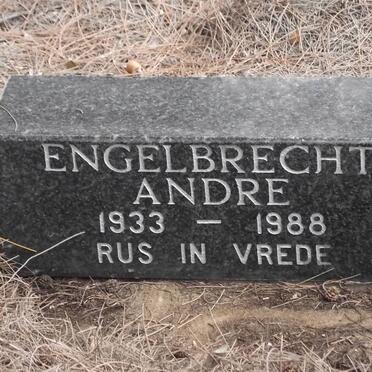 ENGELBRECHT
ANDRE
1933 — 1988
RUS IN VREDE